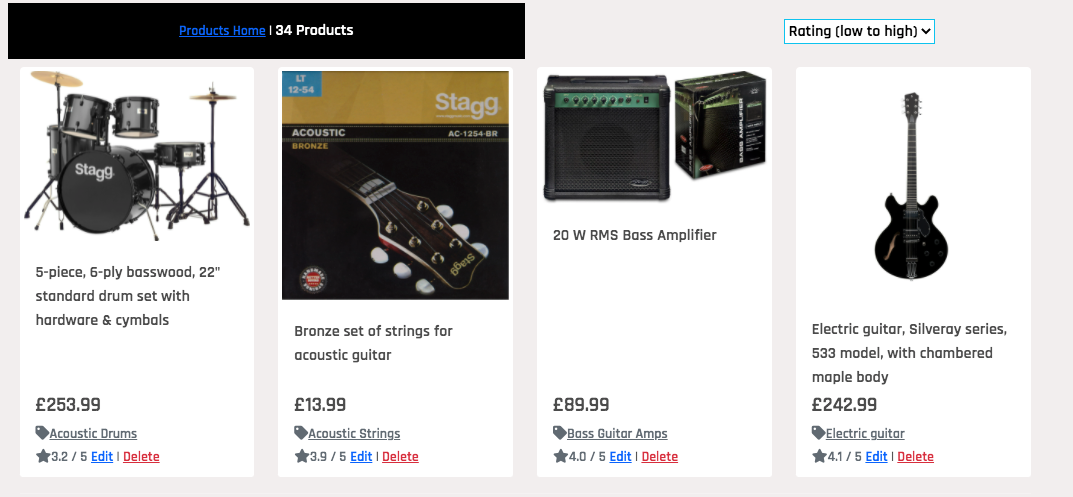 Products Home | 34 Products
Rating (low to high)
Stagg
5-piece, 6-ply basswood, 22"
standard drum set with
hardware & cymbals
£253.99
Acoustic Drums
3.2 / 5 Edit | Delete
LT
12-54
Stagg
ACOUSTIC
AC-1254-BR
BRONZE
Stagg
Bronze set of strings for
acoustic guitar
£13.99
Acoustic Strings
3.9 / 5 Edit | Delete
BASS AMPLIFIER
20 W RMS Bass Amplifier
£89.99
Bass Guitar Amps
4.0 / 5 Edit | Delete
Electric guitar, Silveray series,
533 model, with chambered
maple body
£242.99
Electric guitar
4.1 / 5 Edit | Delete